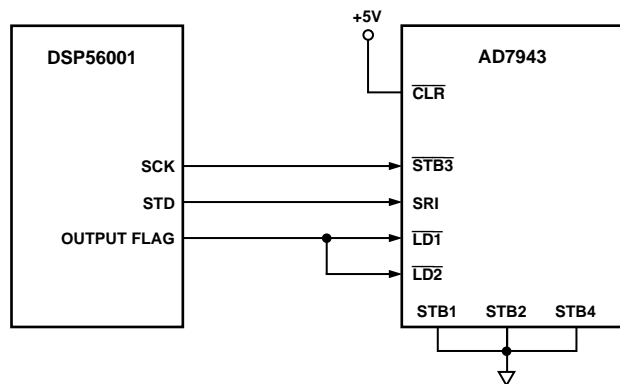 +5V
DSP56001
AD7943
CLR
SCK
STB3
STD
SRI
OUTPUT FLAG
LD1
LD2
STB1 STB2 STB4